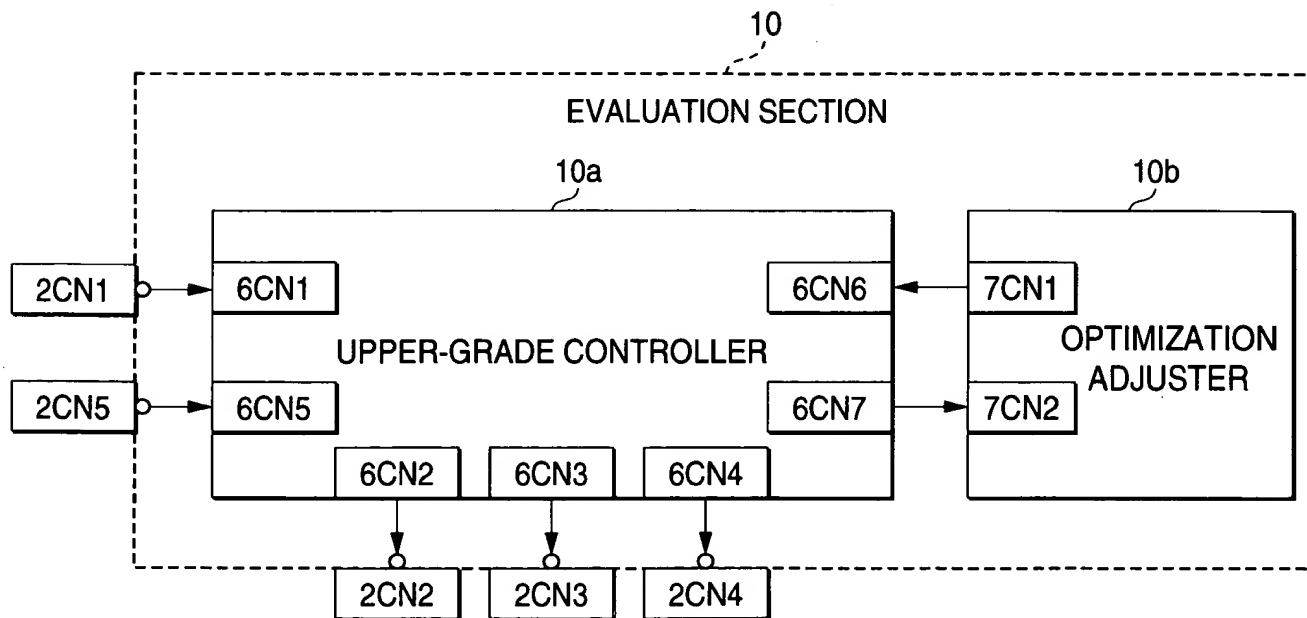 10
EVALUATION SECTION
10a
10b
2CN1
6CN1
6CN6
7CN1
UPPER-GRADE CONTROLLER
OPTIMIZATION
ADJUSTER
2CN5
6CN5
6CN7
7CN2
6CN2
6CN3
6CN4
2CN2
2CN3
2CN4